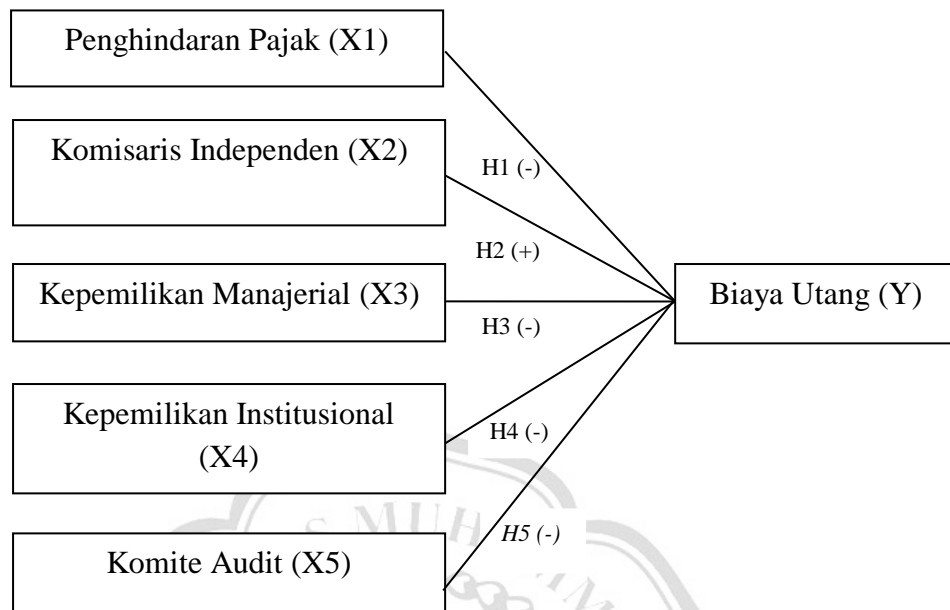 Penghindaran Pajak (X1)
Komisaris Independen (X2)
H1 (-)
H2 (+)
Kepemilikan Manajerial (X3)
Biaya Utang (Y)
H3 (-)
Kepemilikan Institusional
(X4)
H4 (-)
S MUH
H5 (-)
Komite Audit (X5)